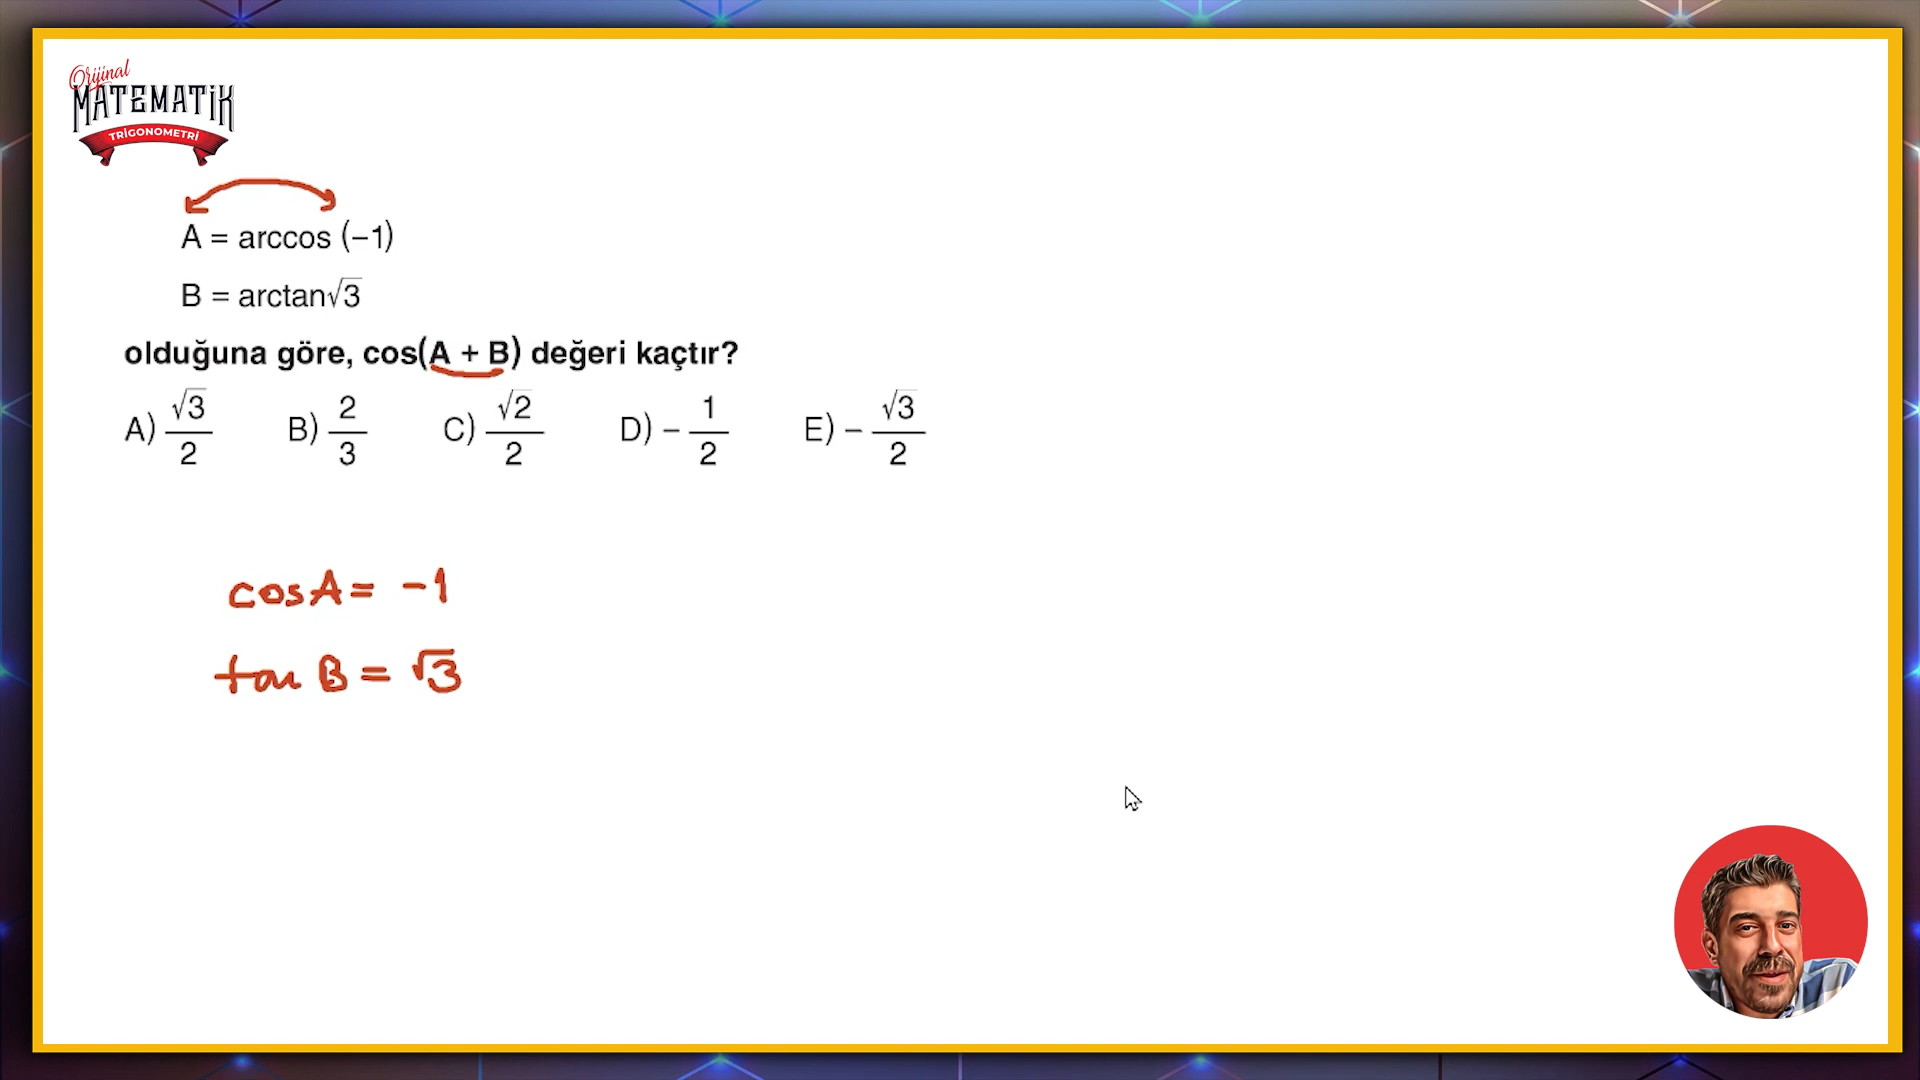 Orijinal
MATEMATİK
TRİGONOMETRİ
A = arccos (−1)
B = arctan√3
olduğuna göre, cos(A + B) değeri kaçtır?
A) √3/2 B) 2/3 C) √2/2 D) − 1/2 E) − √3/2
cosA = -1
tan B = √3